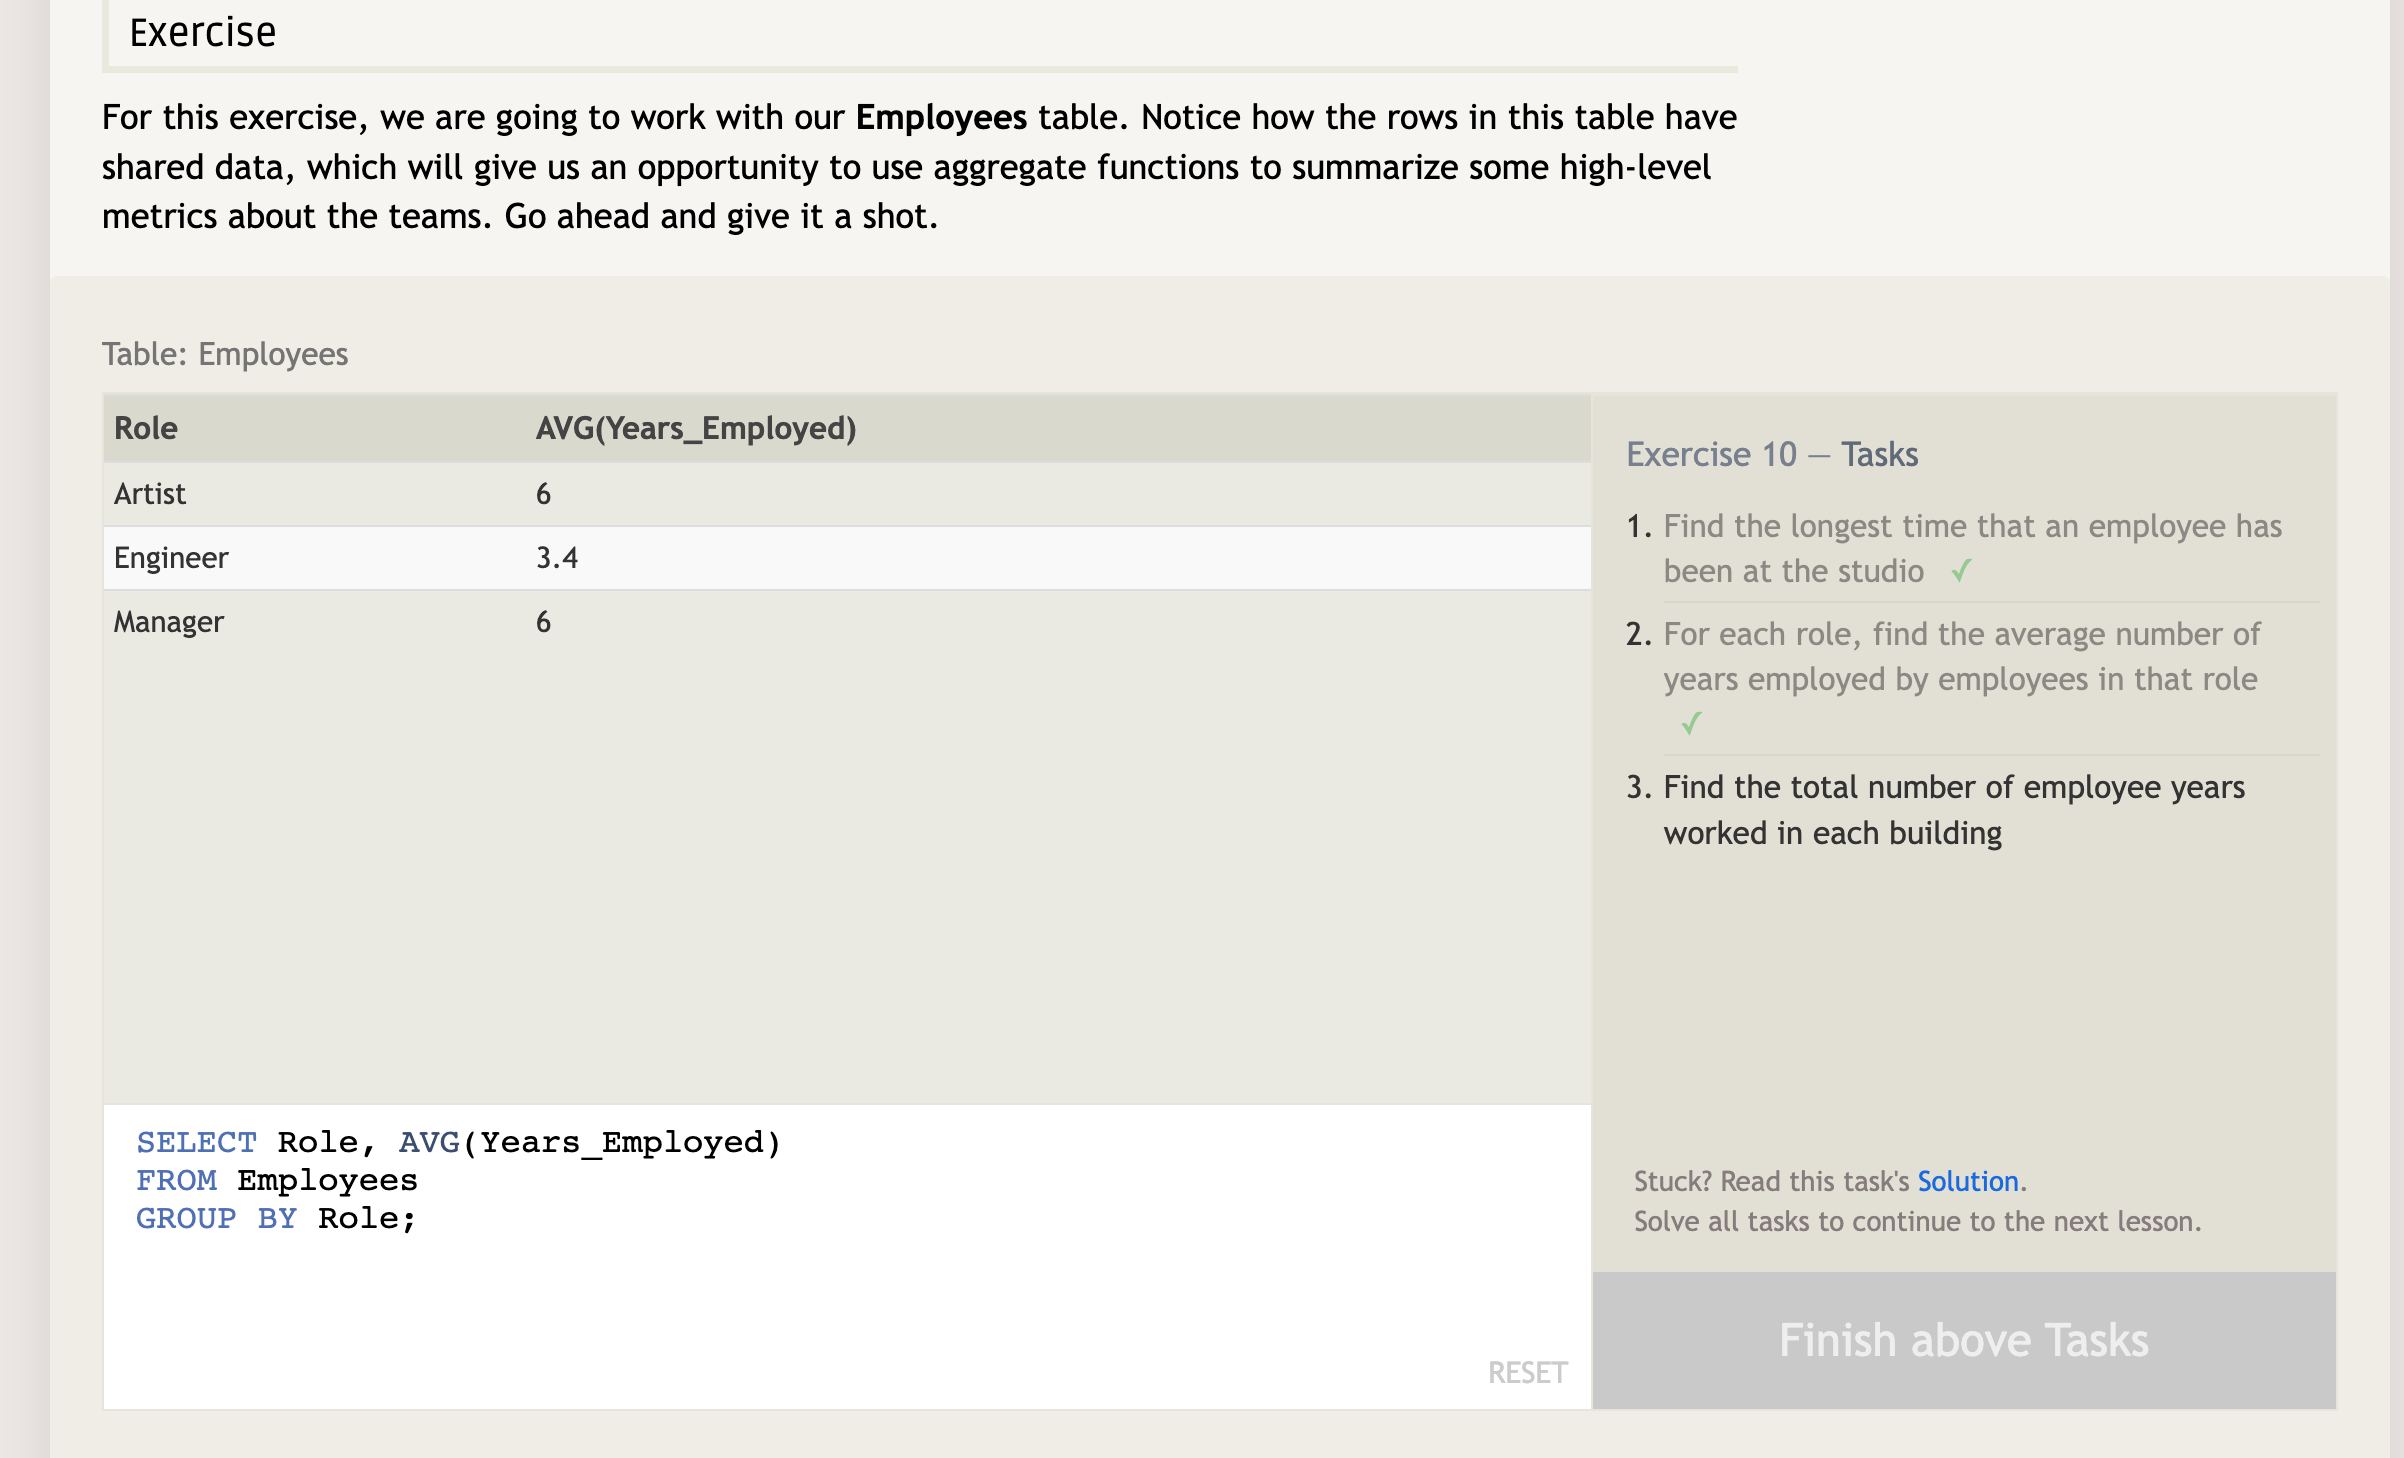 Exercise
For this exercise, we are going to work with our Employees table. Notice how the rows in this table have
shared data, which will give us an opportunity to use aggregate functions to summarize some high-level
metrics about the teams. Go ahead and give it a shot.
Table: Employees
Role AVG(Years_Employed)
Artist 6
Engineer 3.4
Manager 6
SELECT Role, AVG(Years_Employed)
FROM Employees
GROUP BY Role;
RESET
Exercise 10 — Tasks
1. Find the longest time that an employee has
been at the studio ✓
2. For each role, find the average number of
years employed by employees in that role
✓
3. Find the total number of employee years
worked in each building
Stuck? Read this task's Solution.
Solve all tasks to continue to the next lesson.
Finish above Tasks